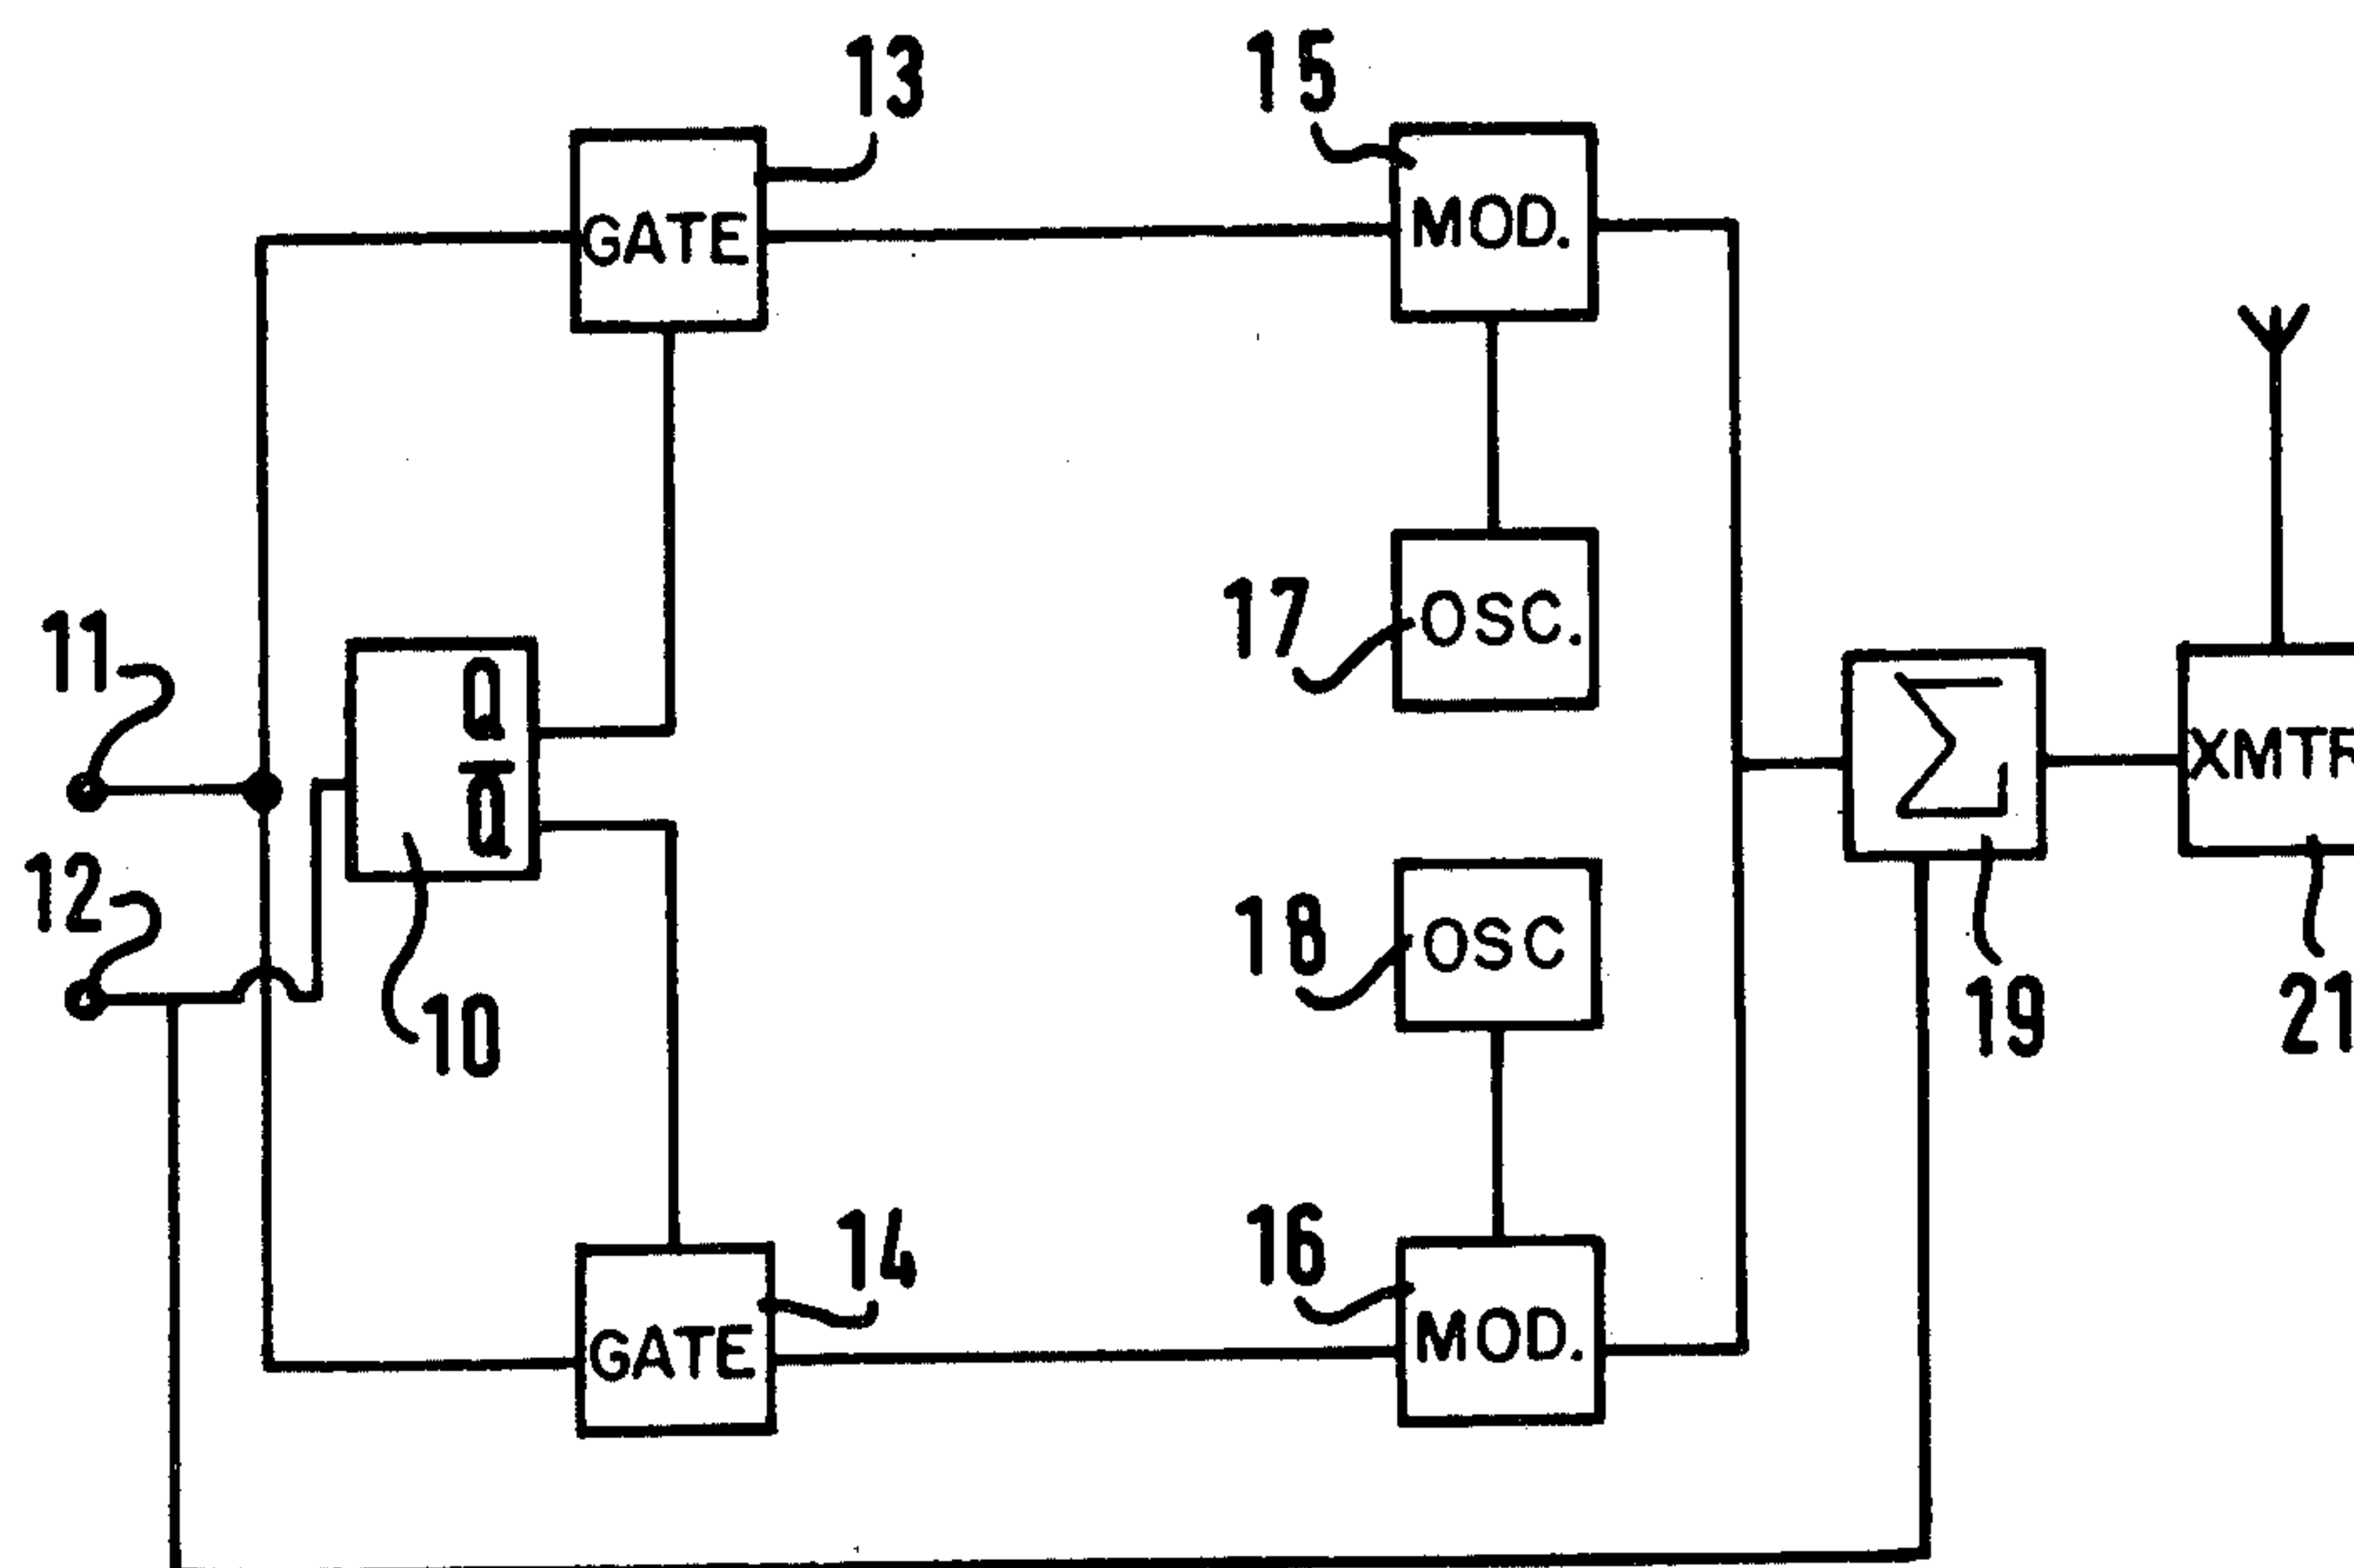 13
15
GATE
MOD.
11
17
OSC.
Q
Q̅
Σ
XMTR
12
10
18
OSC
19
21
14
16
GATE
MOD.